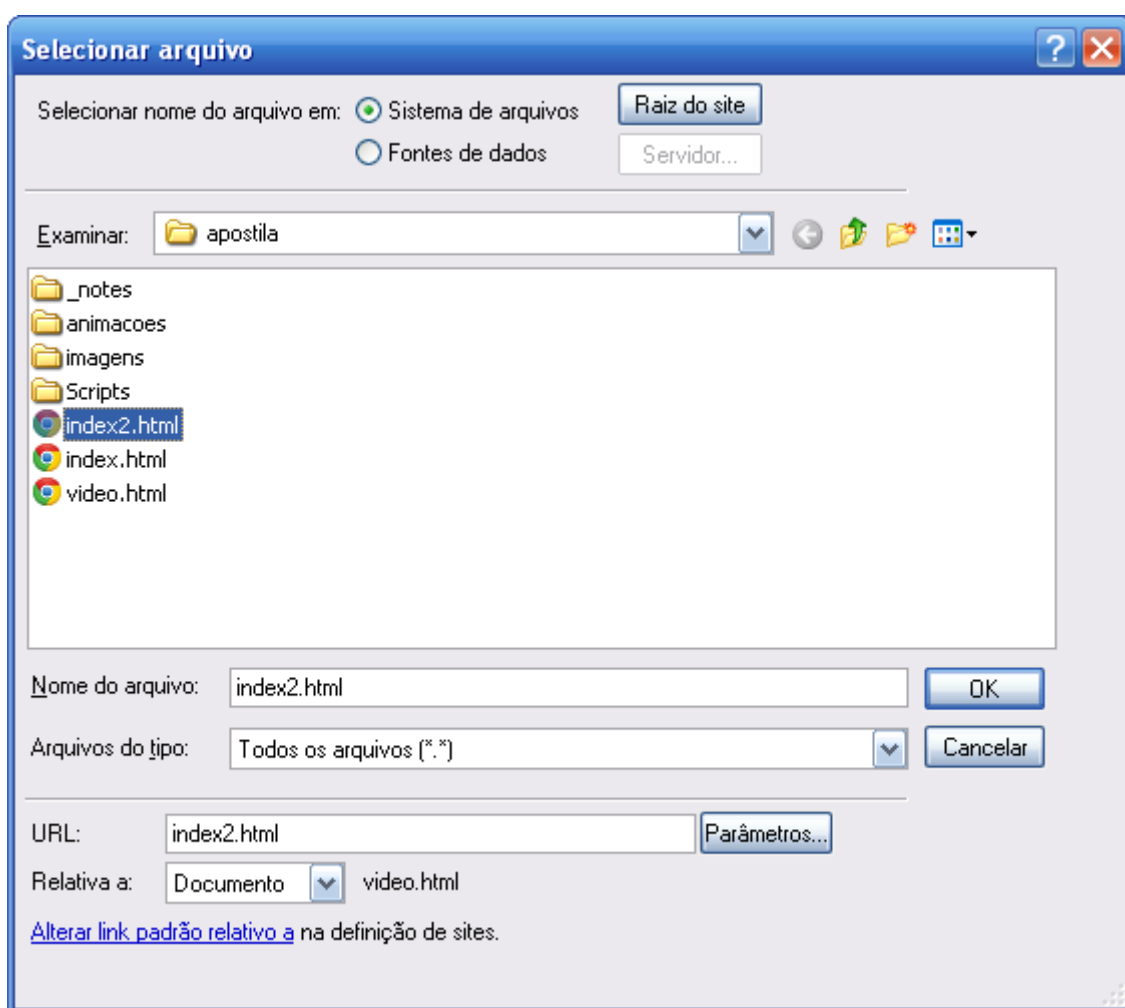 Selecionar arquivo
Selecionar nome do arquivo em: Sistema de arquivos Raiz do site
Fontes de dados Servidor...
Examinar: apostila
_notes
animacoes
imagens
Scripts
index2.html
index.html
video.html
Nome do arquivo: index2.html OK
Arquivos do tipo: Todos os arquivos (*.*) Cancelar
URL: index2.html Parâmetros...
Relativa a: Documento video.html
Alterar link padrão relativo a na definição de sites.